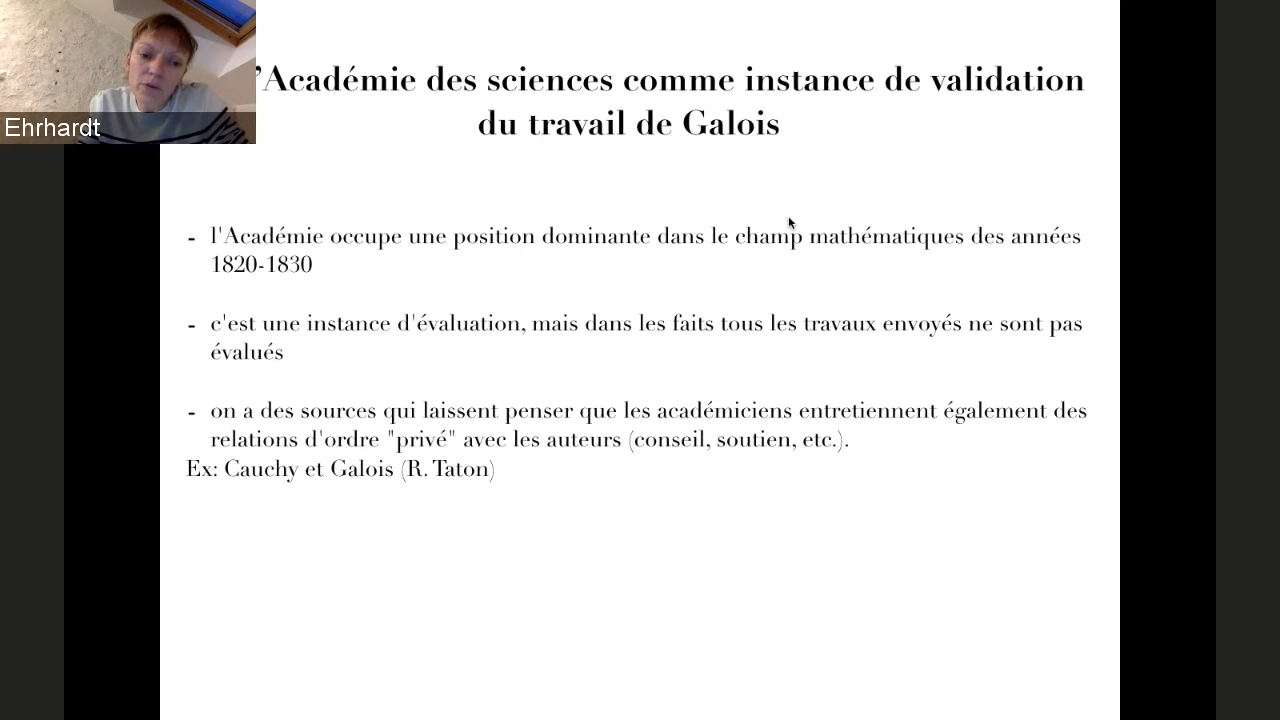 ’Académie des sciences comme instance de validation
du travail de Galois
Ehrhardt
- l'Académie occupe une position dominante dans le champ mathématiques des années
1820-1830
- c'est une instance d'évaluation, mais dans les faits tous les travaux envoyés ne sont pas
évalués
- on a des sources qui laissent penser que les académiciens entretiennent également des
relations d'ordre "privé" avec les auteurs (conseil, soutien, etc.).
Ex: Cauchy et Galois (R. Taton)